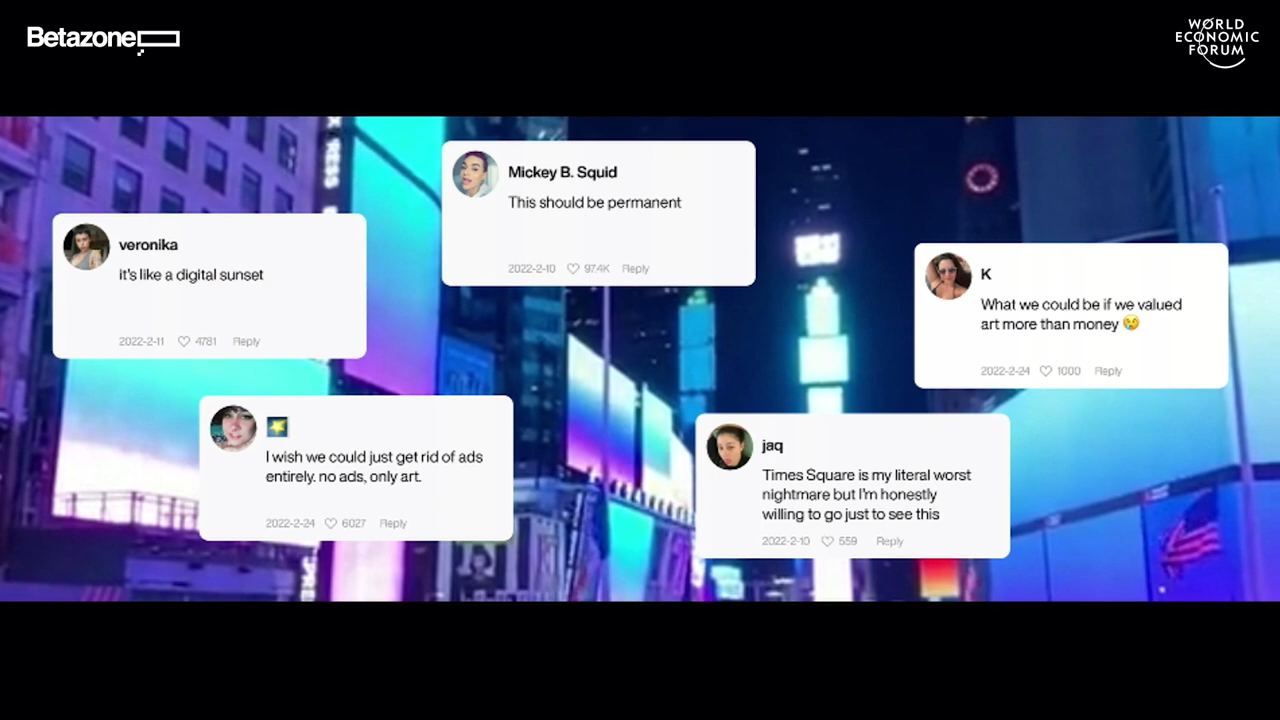 Betazone
WORLD
ECONOMIC
FORUM
Mickey B. Squid
This should be permanent
2022-2-10 97.4K Reply
veronika
it's like a digital sunset
2022-2-11 4781 Reply
K
What we could be if we valued
art more than money 😢
2022-2-24 1000 Reply
I wish we could just get rid of ads
entirely. no ads, only art.
2022-2-24 6027 Reply
jaq
Times Square is my literal worst
nightmare but I'm honestly
willing to go just to see this
2022-2-10 559 Reply